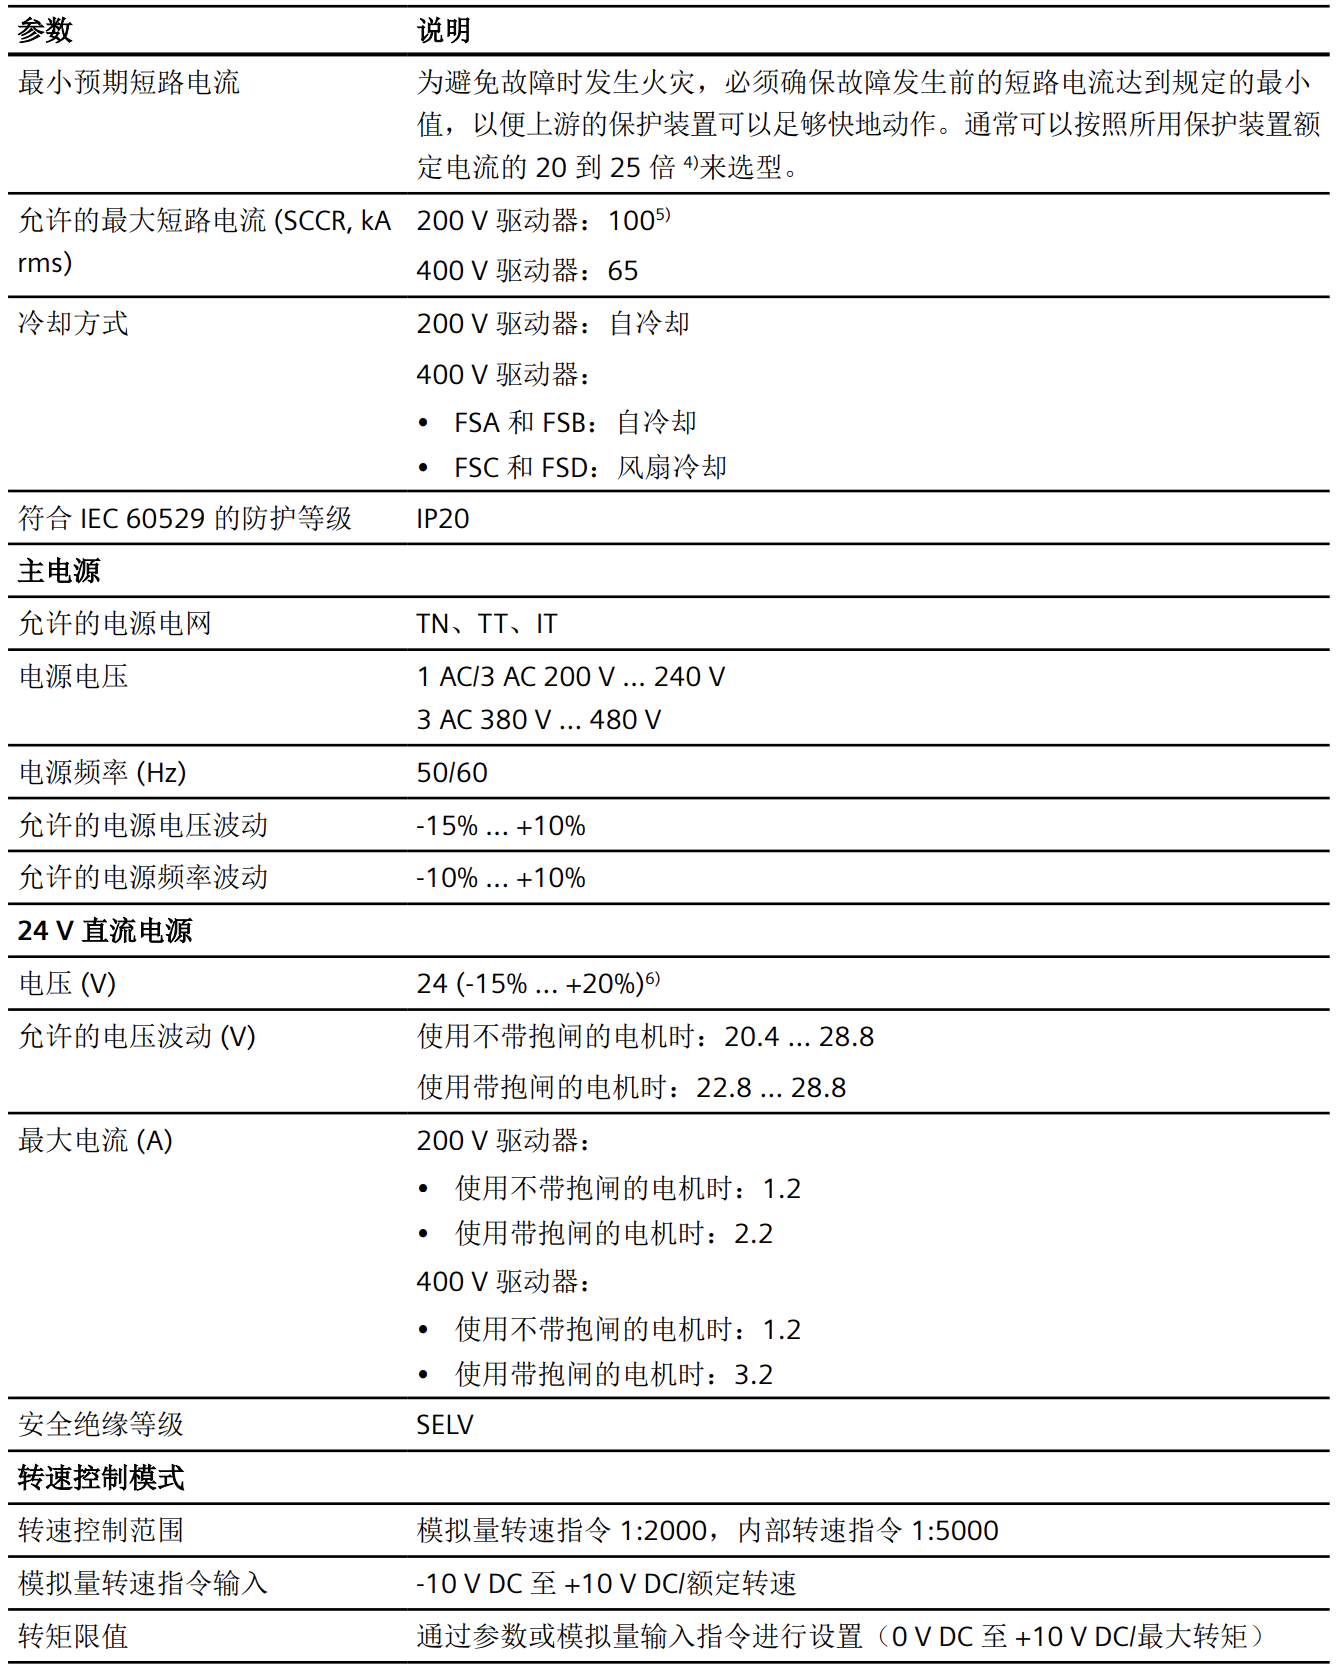 参数 说明
最小预期短路电流 为避免故障时发生火灾，必须确保故障发生前的短路电流达到规定的最小
值，以便上游的保护装置可以足够快地动作。通常可以按照所用保护装置额
定电流的 20 到 25 倍 4)来选型。
允许的最大短路电流 (SCCR, kA 200 V 驱动器：1005)
rms)
400 V 驱动器：65
冷却方式 200 V 驱动器：自冷却
400 V 驱动器：
• FSA 和 FSB：自冷却
• FSC 和 FSD：风扇冷却
符合 IEC 60529 的防护等级 IP20
主电源
允许的电源电网 TN、TT、IT
电源电压 1 AC/3 AC 200 V ... 240 V
3 AC 380 V ... 480 V
电源频率 (Hz) 50/60
允许的电源电压波动 -15% ... +10%
允许的电源频率波动 -10% ... +10%
24 V 直流电源
电压 (V) 24 (-15% ... +20%)6)
允许的电压波动 (V) 使用不带抱闸的电机时：20.4 ... 28.8
使用带抱闸的电机时：22.8 ... 28.8
最大电流 (A) 200 V 驱动器：
• 使用不带抱闸的电机时：1.2
• 使用带抱闸的电机时：2.2
400 V 驱动器：
• 使用不带抱闸的电机时：1.2
• 使用带抱闸的电机时：3.2
安全绝缘等级 SELV
转速控制模式
转速控制范围 模拟量转速指令 1:2000，内部转速指令 1:5000
模拟量转速指令输入 -10 V DC 至 +10 V DC/额定转速
转矩限值 通过参数或模拟量输入指令进行设置（0 V DC 至 +10 V DC/最大转矩）